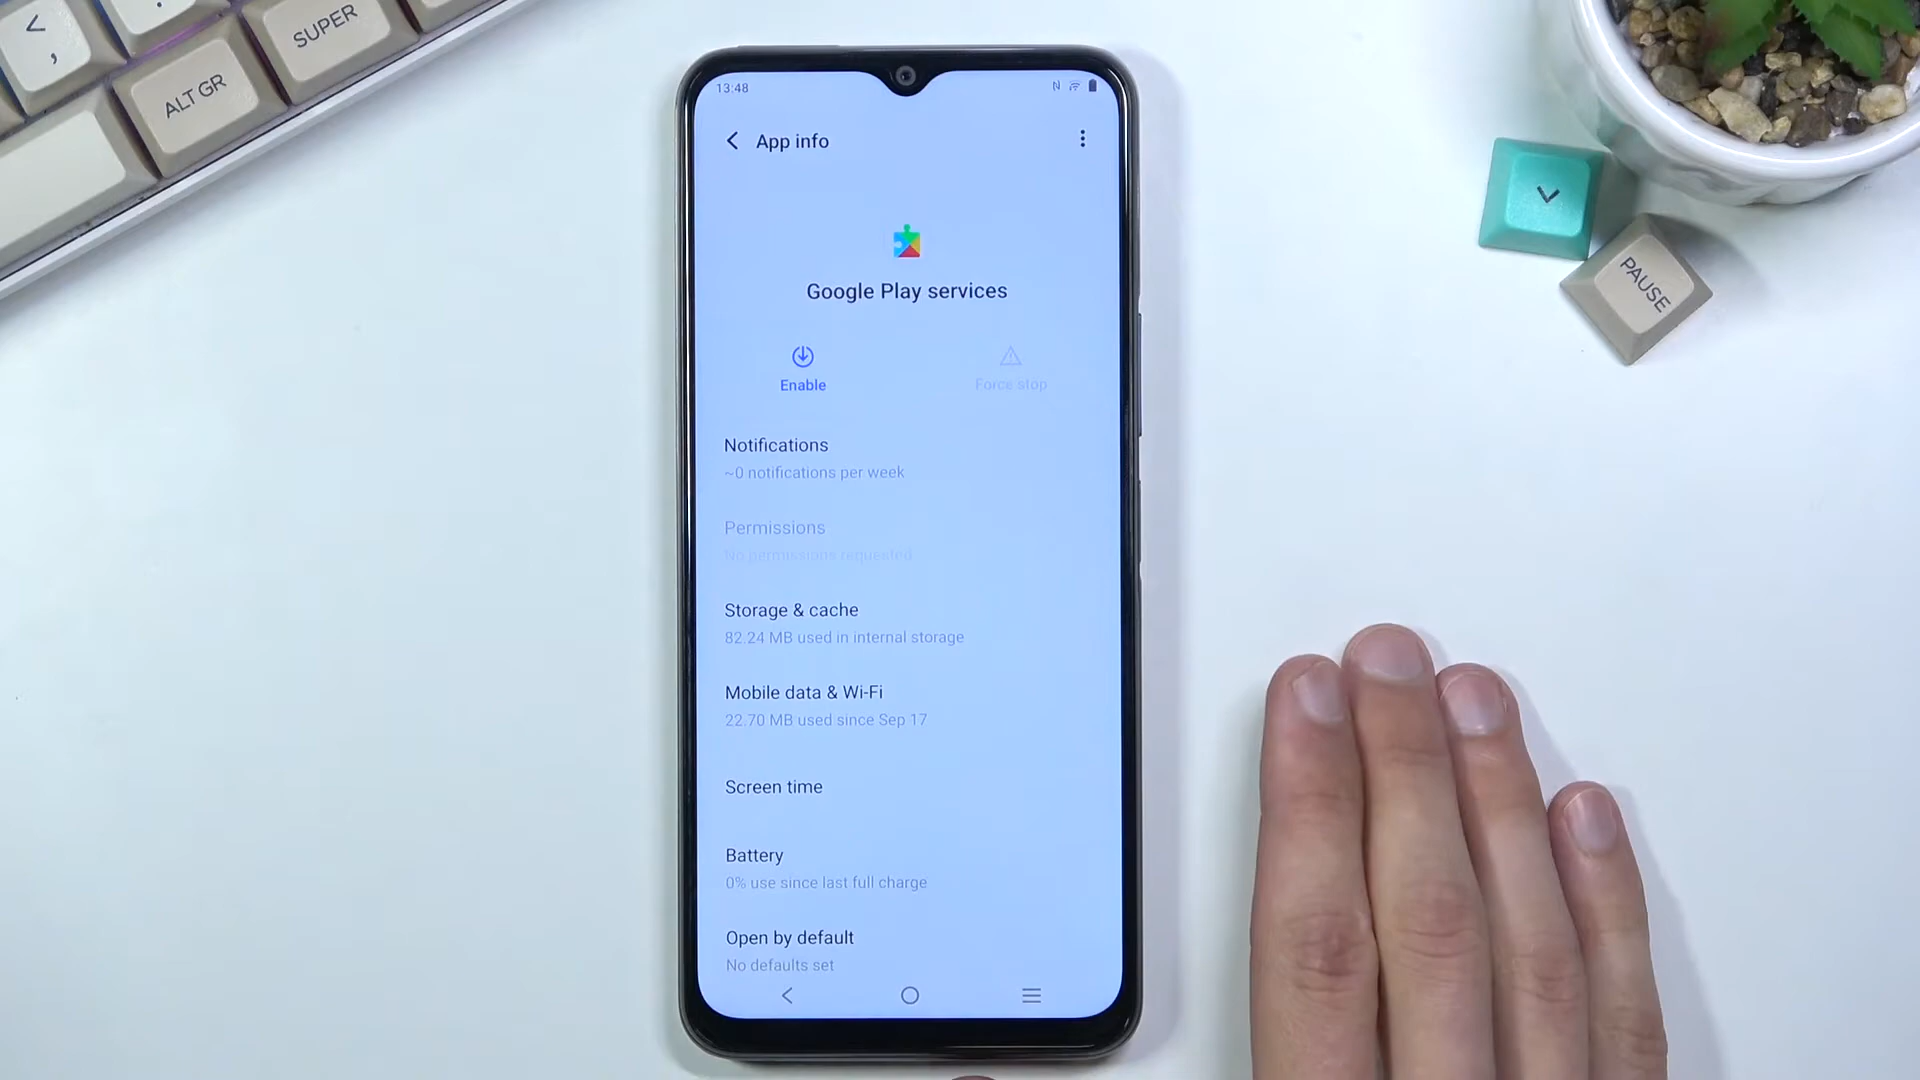 <
,
ALT GR
SUPER
13:48
App info
Google Play services
Enable
Force stop
Notifications
~0 notifications per week
Permissions
No permissions requested
Storage & cache
82.24 MB used in internal storage
Mobile data & Wi-Fi
22.70 MB used since Sep 17
Screen time
Battery
0% use since last full charge
Open by default
No defaults set
PAUSE